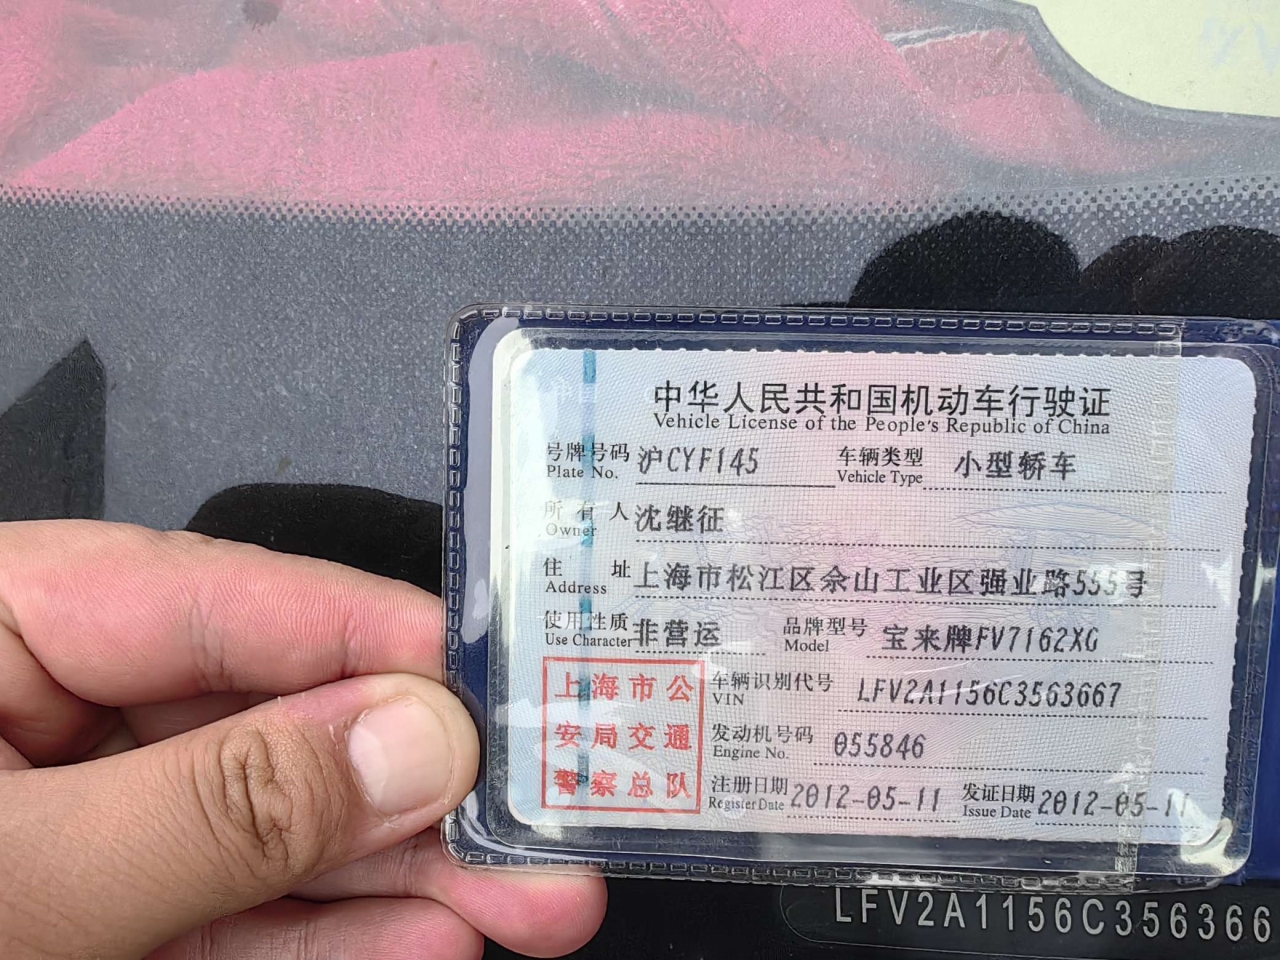 中华人民共和国机动车行驶证
Vehicle License of the People's Republic of China
号牌号码 沪CYF145 车辆类型 小型轿车
Plate No. Vehicle Type
所有人 沈继征
Owner
住址 上海市松江区佘山工业区强业路555号
Address
使用性质 非营运 品牌型号 宝来牌FV7162XG
Use Character Model
车辆识别代号 LFV2A1156C3563667
VIN
发动机号码 055846
Engine No.
注册日期 2012-05-11 发证日期 2012-05-11
Register Date Issue Date
上海市公
安局交通
警察总队
LFV2A1156C356366